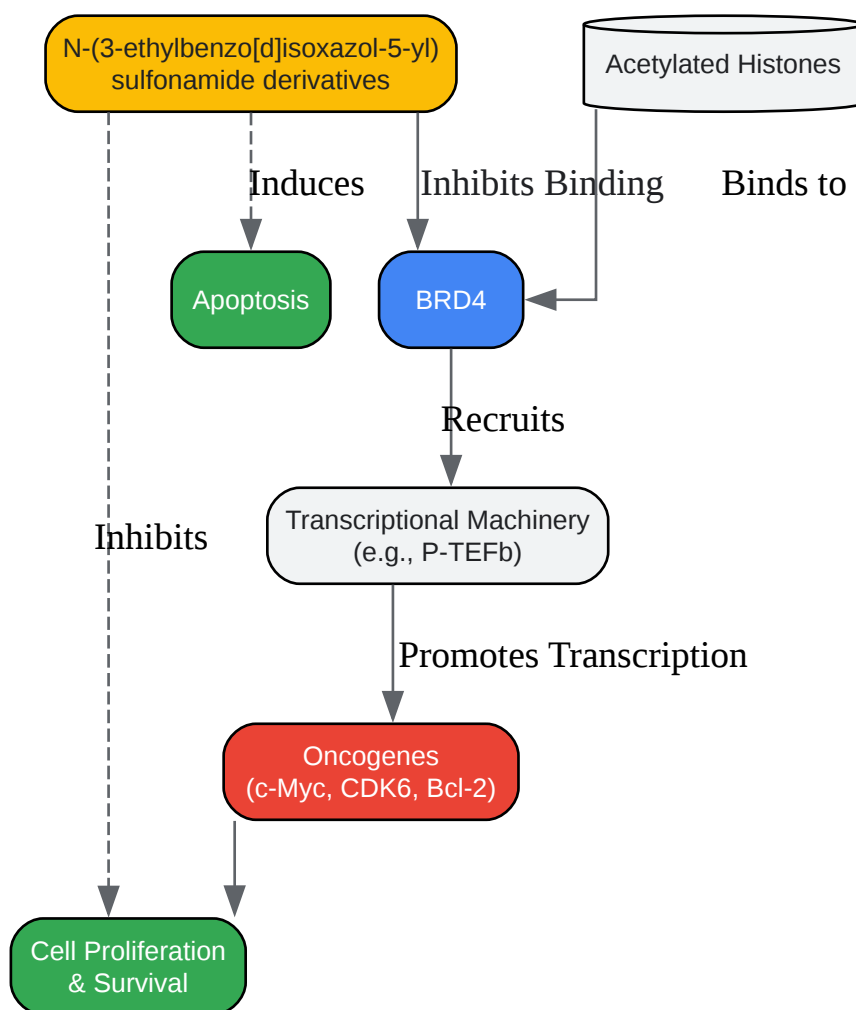 N-(3-ethylbenzo[d]isoxazol-5-yl)
sulfonamide derivatives
Acetylated Histones
Induces
Inhibits Binding
Binds to
Apoptosis
BRD4
Recruits
Transcriptional Machinery
(e.g., P-TEFb)
Inhibits
Promotes Transcription
Oncogenes
(c-Myc, CDK6, Bcl-2)
Cell Proliferation
& Survival